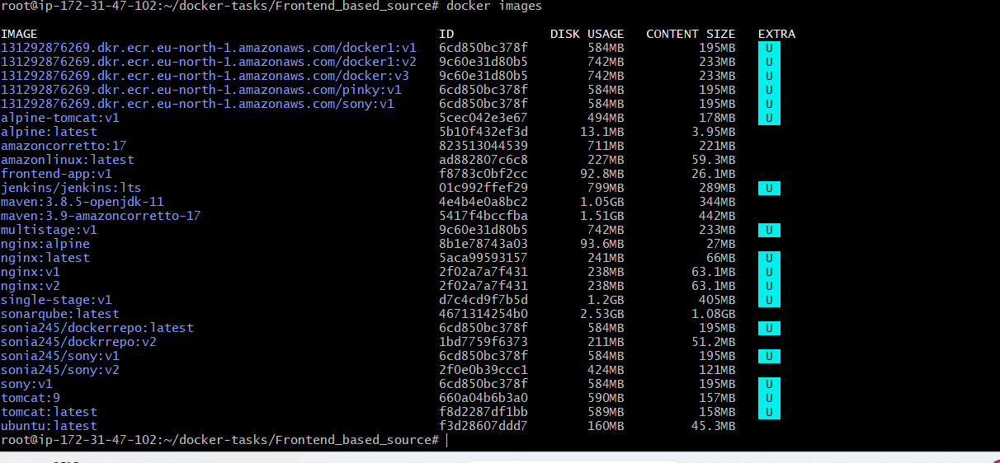 root@ip-172-31-47-102:~/docker-tasks/Frontend_based_source# docker images
IMAGE ID DISK USAGE CONTENT SIZE EXTRA
131292876269.dkr.ecr.eu-north-1.amazonaws.com/docker1:v1 6cd850bc378f 584MB 195MB U
131292876269.dkr.ecr.eu-north-1.amazonaws.com/docker1:v2 9c60e31d80b5 742MB 233MB U
131292876269.dkr.ecr.eu-north-1.amazonaws.com/docker:v3 9c60e31d80b5 742MB 233MB U
131292876269.dkr.ecr.eu-north-1.amazonaws.com/pinky:v1 6cd850bc378f 584MB 195MB U
131292876269.dkr.ecr.eu-north-1.amazonaws.com/sony:v1 6cd850bc378f 584MB 195MB U
alpine-tomcat:v1 5cec042e3e67 494MB 178MB U
alpine:latest 5b10f432ef3d 13.1MB 3.95MB
amazoncorretto:17 823513044539 711MB 221MB
amazonlinux:latest ad882807c6c8 227MB 59.3MB
frontend-app:v1 f8783c0bf2cc 92.8MB 26.1MB
jenkins/jenkins:lts 01c992ffef29 799MB 289MB U
maven:3.8.5-openjdk-11 4e4b4e0a8bc2 1.05GB 344MB
maven:3.9-amazoncorretto-17 5417f4bccfba 1.51GB 442MB
multistage:v1 9c60e31d80b5 742MB 233MB U
nginx:alpine 8b1e78743a03 93.6MB 27MB
nginx:latest 5aca99593157 241MB 66MB U
nginx:v1 2f02a7a7f431 238MB 63.1MB U
nginx:v2 2f02a7a7f431 238MB 63.1MB U
single-stage:v1 d7c4cd9f7b5d 1.2GB 405MB U
sonarqube:latest 4671314254b0 2.53GB 1.08GB
sonia245/dockerrepo:latest 6cd850bc378f 584MB 195MB U
sonia245/dockrrepo:v2 1bd7759f6373 211MB 51.2MB
sonia245/sony:v1 6cd850bc378f 584MB 195MB U
sonia245/sony:v2 2f0e0b39ccc1 424MB 121MB
sony:v1 6cd850bc378f 584MB 195MB U
tomcat:9 660a04b6b3a0 590MB 157MB U
tomcat:latest f8d2287df1bb 589MB 158MB U
ubuntu:latest f3d28607ddd7 160MB 45.3MB
root@ip-172-31-47-102:~/docker-tasks/Frontend_based_source#